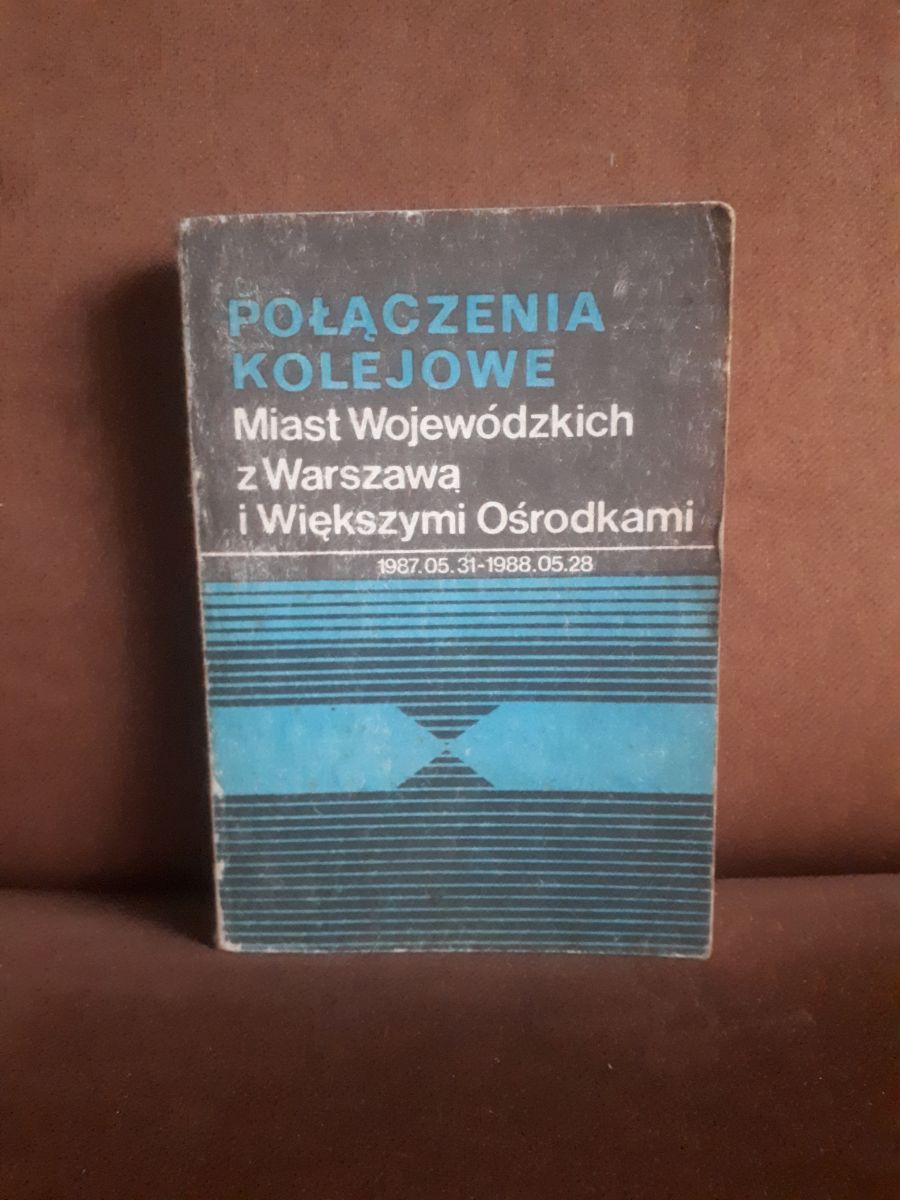 POŁĄCZENIA
KOLEJOWE
Miast Wojewódzkich
z Warszawą
i Większymi Ośrodkami
1987.05.31-1988.05.28